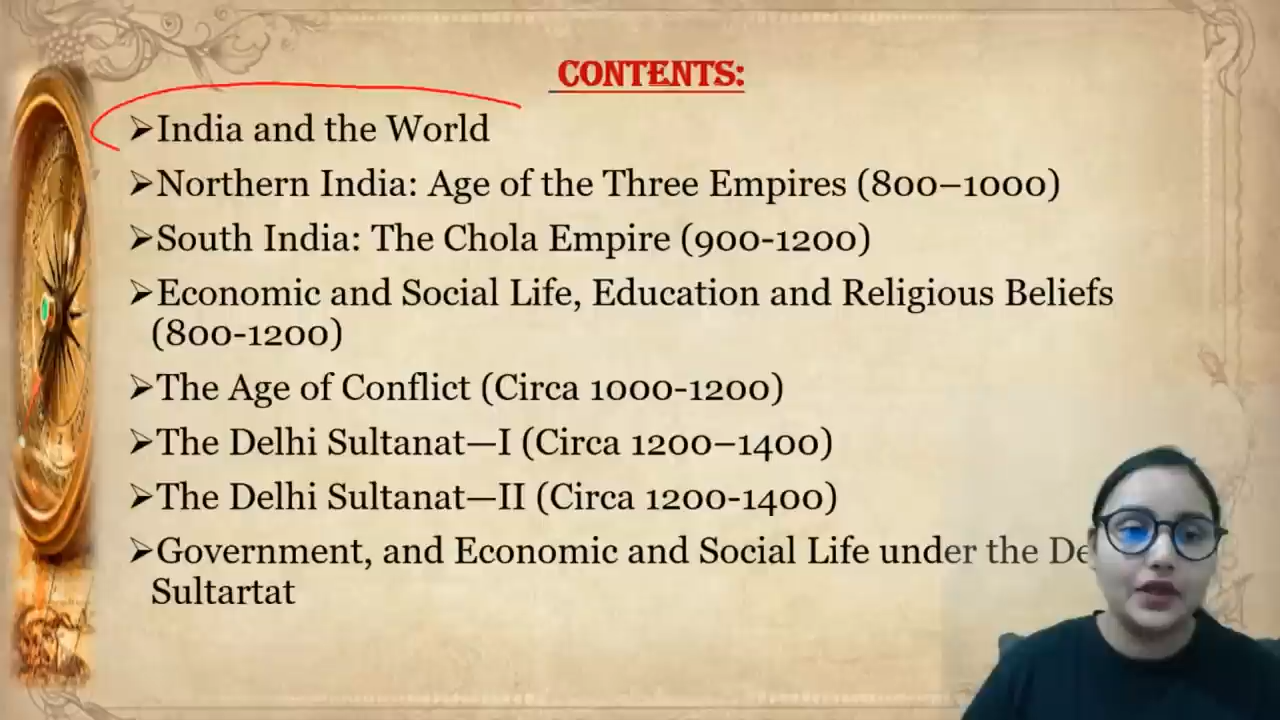 CONTENTS:
➢India and the World
➢Northern India: Age of the Three Empires (800–1000)
➢South India: The Chola Empire (900-1200)
➢Economic and Social Life, Education and Religious Beliefs
(800-1200)
➢The Age of Conflict (Circa 1000-1200)
➢The Delhi Sultanat—I (Circa 1200–1400)
➢The Delhi Sultanat—II (Circa 1200-1400)
➢Government, and Economic and Social Life under the De
Sultartat